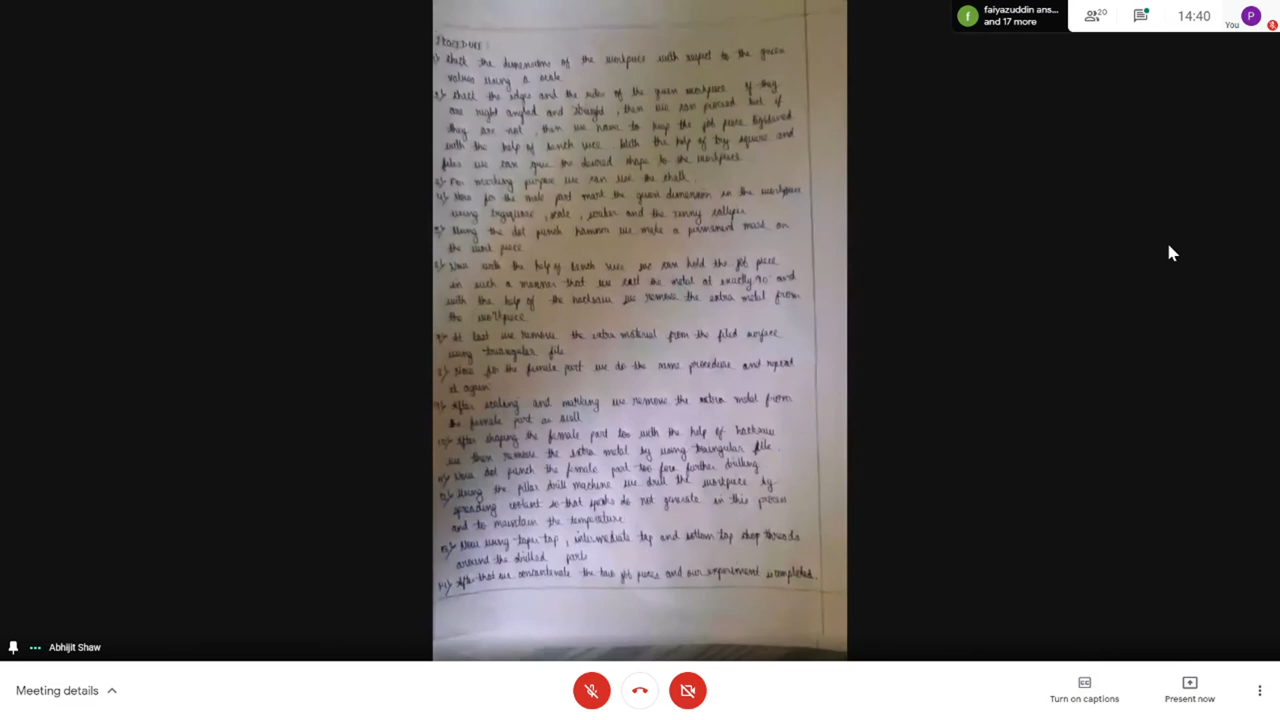 faiyazuddin ans...
and 17 more
20
14:40
You
PROCEDURE:
1) Check the dimensions of the workpiece with respect to the given
values using a scale
2) Check the edges and the sides of the given workpiece if they
are right angled and straight, then we can proceed but if
they are not, then we have to keep the job piece
with the help of bench vice. With the help of try square and
files we can give the desired shape to the workpiece
3) For marking purpose we can use the chalk.
4) Now for the male part mark the given dimension in the workpiece
using trysquare, scale, scriber and the calliper
5) Using the dot punch hammer we make a permanent mark on
the work piece
6) Now with the help of bench vice we can hold the job piece
in such a manner that we cut the metal at exactly 90° and
with the help of the hacksaw we remove the extra metal from
the workpiece
7) At last we remove the extra material from the filed surface
using triangular file
8) Now for the female part we do the same procedure and repeat
it again
9) After scaling and marking we remove the extra metal from
the female part as well
10) After shaping the female part too with the help of hacksaw
we then remove the extra metal by using triangular file.
11) Now dot punch the female part too for further drilling
Using the pillar drill machine we drill the workpiece by
spreading coolant so that sparks do not generate in this process
and to maintain the temperature
Now using taper tap, intermediate tap and bottom tap threads
around the drilled part
14) After that we the two job pieces and our experiment is completed.
Abhijit Shaw
Meeting details
Turn on captions
Present now